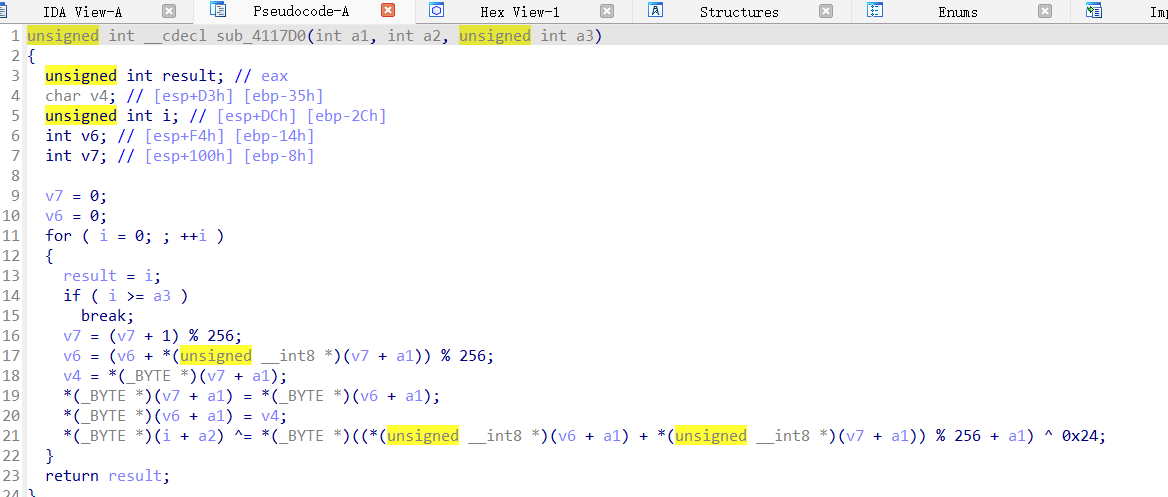 IDA View-A Pseudocode-A Hex View-1 Structures Enums
1 unsigned int __cdecl sub_4117D0(int a1, int a2, unsigned int a3)
2 {
3 unsigned int result; // eax
4 char v4; // [esp+D3h] [ebp-35h]
5 unsigned int i; // [esp+DCh] [ebp-2Ch]
6 int v6; // [esp+F4h] [ebp-14h]
7 int v7; // [esp+100h] [ebp-8h]
8
9 v7 = 0;
10 v6 = 0;
11 for ( i = 0; ; ++i )
12 {
13 result = i;
14 if ( i >= a3 )
15 break;
16 v7 = (v7 + 1) % 256;
17 v6 = (v6 + *(unsigned __int8 *)(v7 + a1)) % 256;
18 v4 = *(_BYTE *)(v7 + a1);
19 *(_BYTE *)(v7 + a1) = *(_BYTE *)(v6 + a1);
20 *(_BYTE *)(v6 + a1) = v4;
21 *(_BYTE *)(i + a2) ^= *(_BYTE *)((*(unsigned __int8 *)(v6 + a1) + *(unsigned __int8 *)(v7 + a1)) % 256 + a1) ^ 0x24;
22 }
23 return result;
24 }